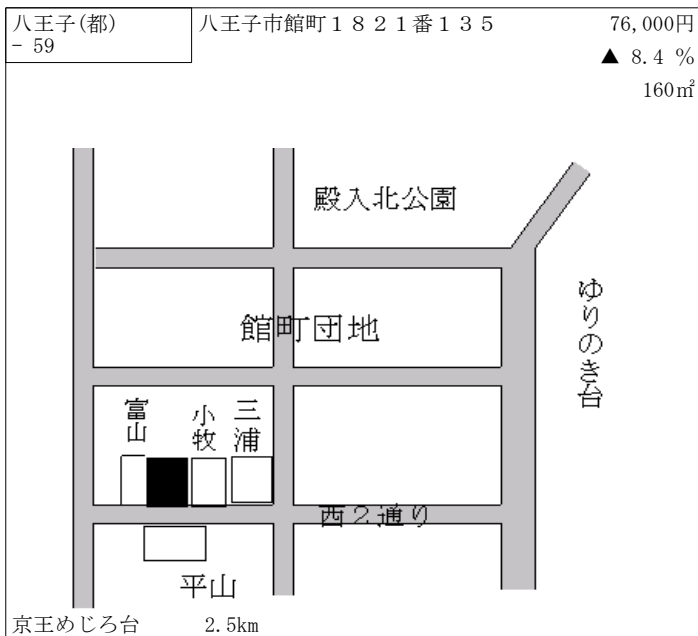 八王子(都)
- 59
八王子市館町１８２１番１３５
76,000円
▲ 8.4 %
160㎡
殿入北公園
ゆりのき台
館町団地
富山
小牧
三浦
西２通り
平山
京王めじろ台 2.5km